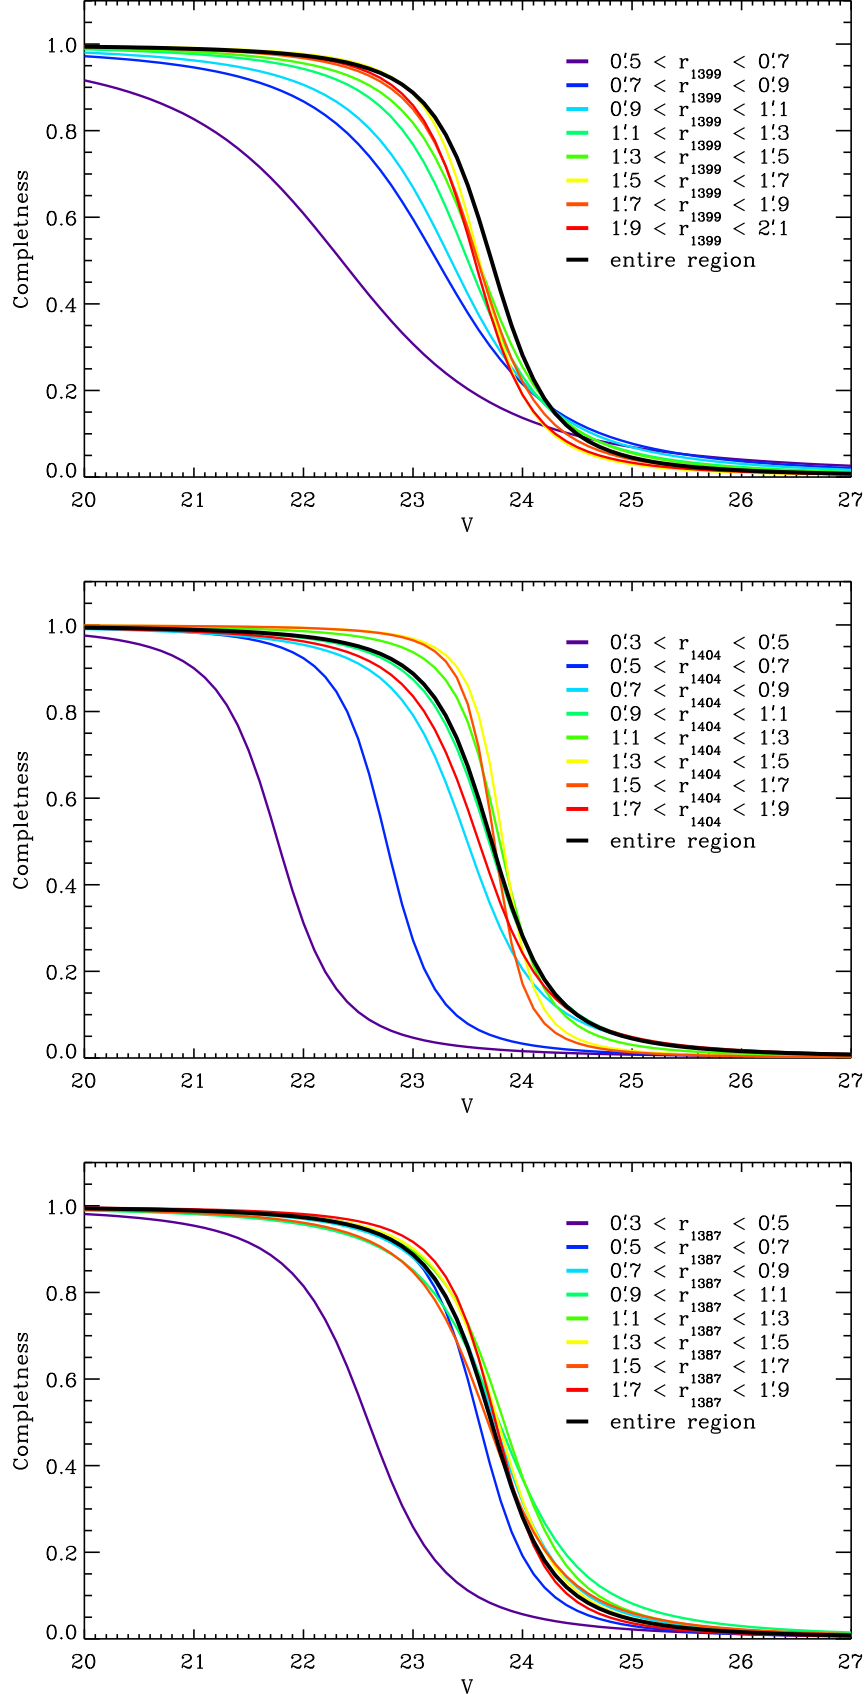 0'.5 < r1399 < 0'.7
0'.7 < r1399 < 0'.9
0'.9 < r1399 < 1'.1
1'.1 < r1399 < 1'.3
1'.3 < r1399 < 1'.5
1'.5 < r1399 < 1'.7
1'.7 < r1399 < 1'.9
1'.9 < r1399 < 2'.1
entire region
Completness
1.0
0.8
0.6
0.4
0.2
0.0
20 21 22 23 24 25 26 27
V
0'.3 < r1404 < 0'.5
0'.5 < r1404 < 0'.7
0'.7 < r1404 < 0'.9
0'.9 < r1404 < 1'.1
1'.1 < r1404 < 1'.3
1'.3 < r1404 < 1'.5
1'.5 < r1404 < 1'.7
1'.7 < r1404 < 1'.9
entire region
Completness
1.0
0.8
0.6
0.4
0.2
0.0
20 21 22 23 24 25 26 27
V
0'.3 < r1387 < 0'.5
0'.5 < r1387 < 0'.7
0'.7 < r1387 < 0'.9
0'.9 < r1387 < 1'.1
1'.1 < r1387 < 1'.3
1'.3 < r1387 < 1'.5
1'.5 < r1387 < 1'.7
1'.7 < r1387 < 1'.9
entire region
Completness
1.0
0.8
0.6
0.4
0.2
0.0
20 21 22 23 24 25 26 27
V